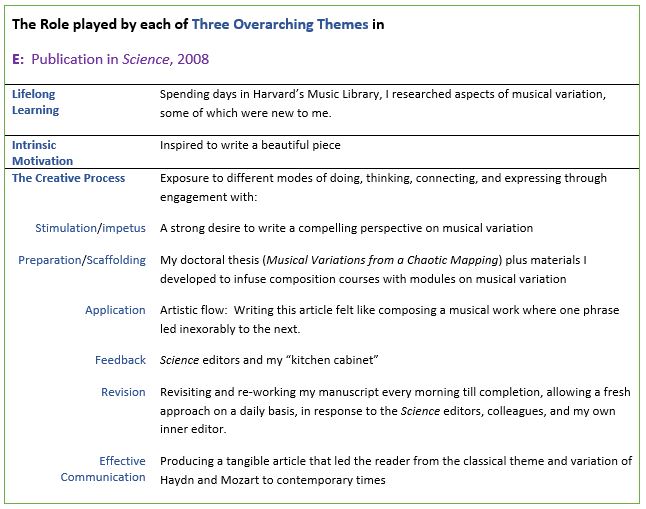 The Role played by each of Three Overarching Themes in
E: Publication in Science, 2008
Lifelong
Learning
Spending days in Harvard's Music Library, I researched aspects of musical variation,
some of which were new to me.
Intrinsic
Motivation
Inspired to write a beautiful piece
The Creative Process
Exposure to different modes of doing, thinking, connecting, and expressing through
engagement with:
Stimulation/impetus
A strong desire to write a compelling perspective on musical variation
Preparation/Scaffolding
My doctoral thesis (Musical Variations from a Chaotic Mapping) plus materials I
developed to infuse composition courses with modules on musical variation
Application
Artistic flow: Writing this article felt like composing a musical work where one phrase
led inexorably to the next.
Feedback
Science editors and my “kitchen cabinet”
Revision
Revisiting and re-working my manuscript every morning till completion, allowing a fresh
approach on a daily basis, in response to the Science editors, colleagues, and my own
inner editor.
Effective
Communication
Producing a tangible article that led the reader from the classical theme and variation of
Haydn and Mozart to contemporary times